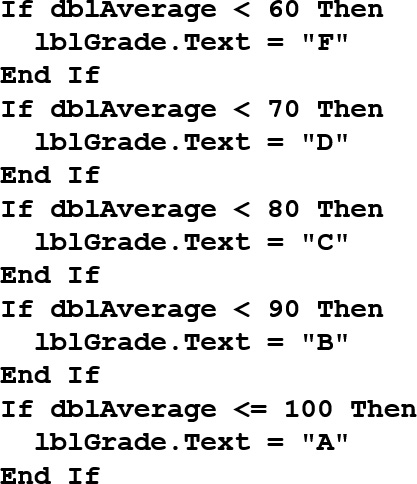 If dblAverage < 60 Then
  lblGrade.Text = "F"
End If
If dblAverage < 70 Then
  lblGrade.Text = "D"
End If
If dblAverage < 80 Then
  lblGrade.Text = "C"
End If
If dblAverage < 90 Then
  lblGrade.Text = "B"
End If
If dblAverage <= 100 Then
  lblGrade.Text = "A"
End If